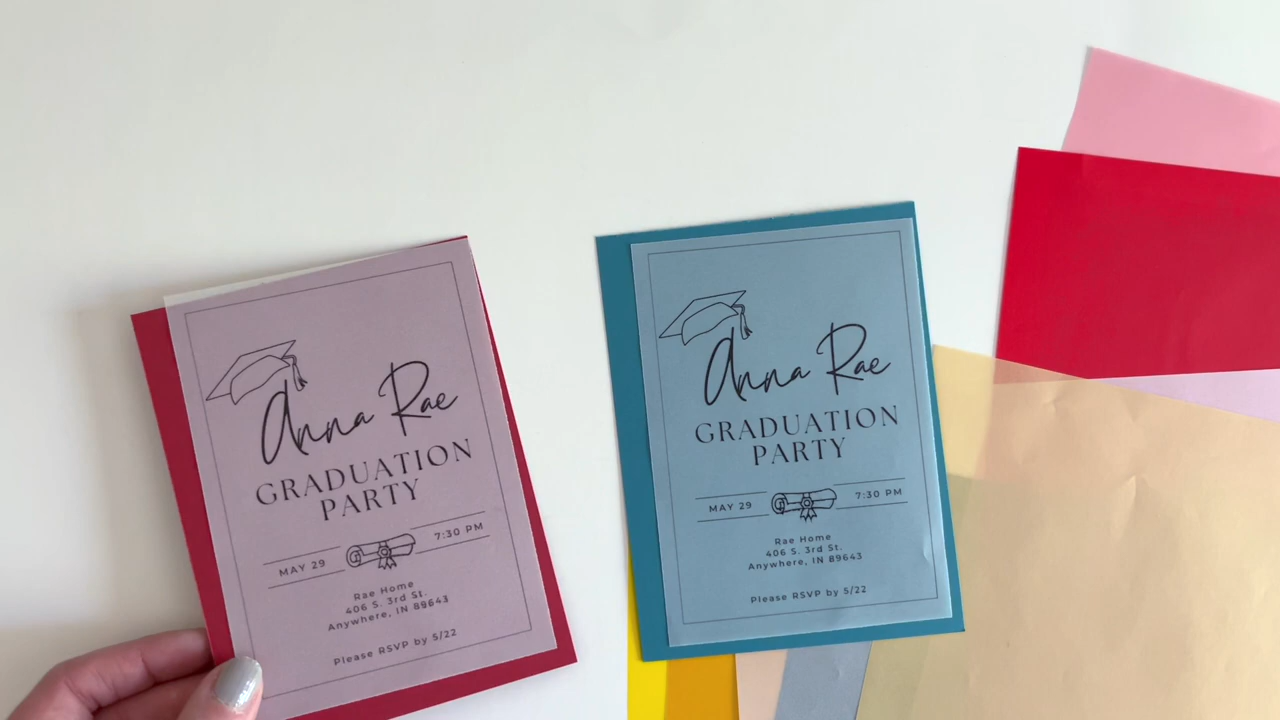 Anna Rae
GRADUATION
PARTY
MAY 29
7:30 PM
Rae Home
406 S. 3rd St.
Anywhere, IN 89643
Please RSVP by 5/22
Anna Rae
GRADUATION
PARTY
MAY 29
7:30 PM
Rae Home
406 S. 3rd St.
Anywhere, IN 89643
Please RSVP by 5/22